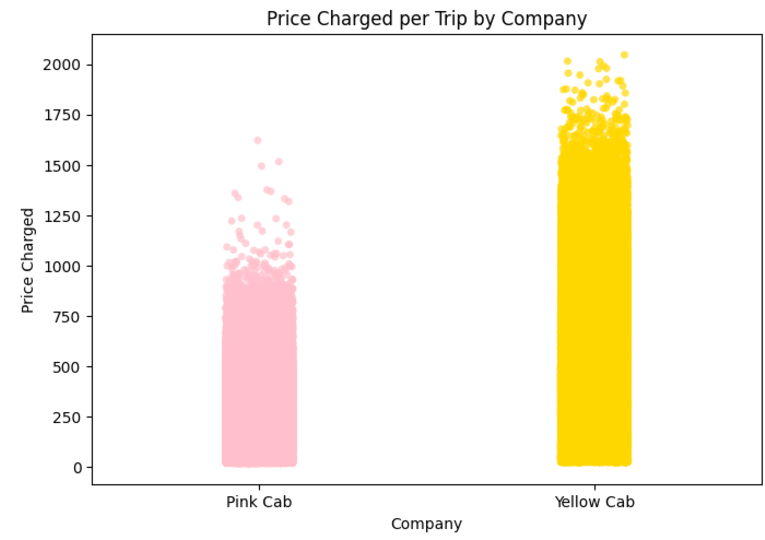 Price Charged per Trip by Company
Price Charged
2000
1750
1500
1250
1000
750
500
250
0
Pink Cab
Yellow Cab
Company